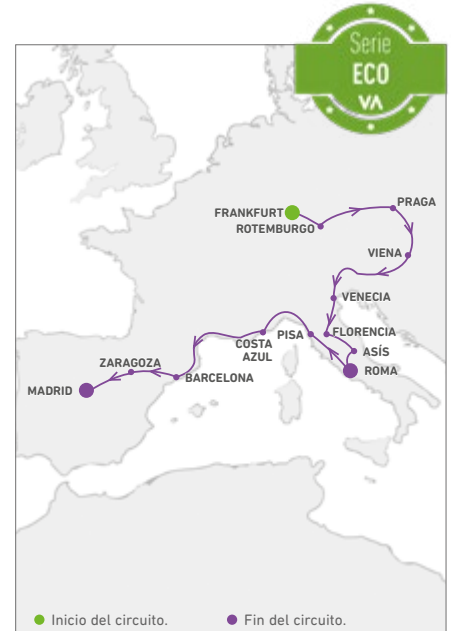 Serie
ECO
VA
FRANKFURT
ROTEMBURGO
PRAGA
VIENA
VENECIA
FLORENCIA
PISA
COSTA
AZUL
ASÍS
ROMA
ZARAGOZA
BARCELONA
MADRID
Inicio del circuito.
Fin del circuito.